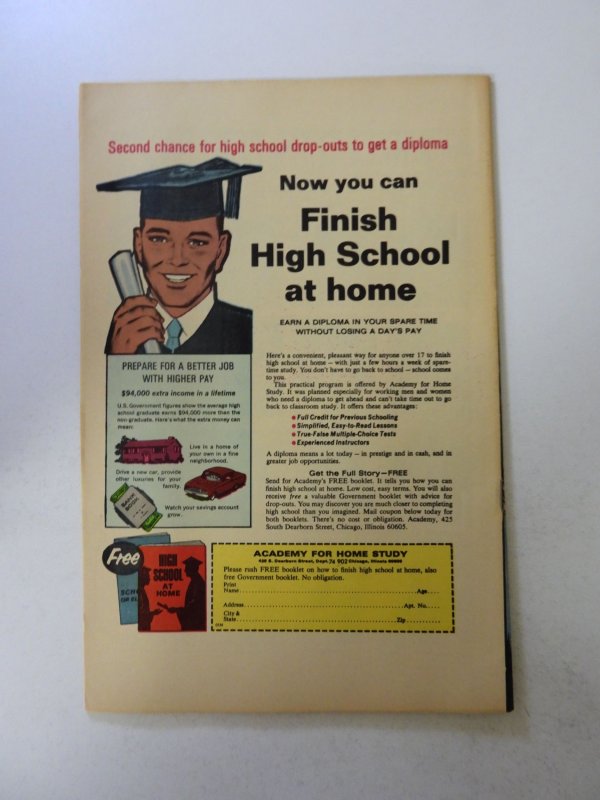 Second chance for high school drop-outs to get a diploma
Now you can
Finish
High School
at home
EARN A DIPLOMA IN YOUR SPARE TIME
WITHOUT LOSING A DAY'S PAY
PREPARE FOR A BETTER JOB
WITH HIGHER PAY
$94,000 extra income in a lifetime
U.S. Government figures show the average high
school graduate earns $94,000 more than the
non-graduate. Here's what the extra money can
mean:
Live in a home of
your own in a fine
neighborhood.
Drive a new car, provide
other luxuries for your
family.
BANK
BOOK
Watch your savings account
grow.
Here's a convenient, pleasant way for anyone over 17 to finish
high school at home — with just a few hours a week of spare-
time study. You don't have to go back to school — school comes
to you.
This practical program is offered by Academy for Home
Study. It was planned especially for working men and women
who need a diploma to get ahead and can't take time out to go
back to classroom study. It offers these advantages:
• Full Credit for Previous Schooling
• Simplified, Easy-to-Read Lessons
• True-False Multiple-Choice Tests
• Experienced Instructors
A diploma means a lot today — in prestige and in cash, and in
greater job opportunities.
Get the Full Story—FREE
Send for Academy's FREE booklet. It tells you how you can
finish high school at home. Low cost, easy terms. You will also
receive free a valuable Government booklet with advice for
drop-outs. You may discover you are much closer to completing
high school than you imagined. Mail coupon below today for
both booklets. There's no cost or obligation. Academy, 425
South Dearborn Street, Chicago, Illinois 60605.
Free
HIGH
SCHOOL
AT
HOME
ACADEMY FOR HOME STUDY
425 S. Dearborn Street, Dept. 74 902 Chicago, Illinois 60605
Please rush FREE booklet on how to finish high school at home, also
free Government booklet. No obligation.
Print
Name Age
Address Apt. No.
City &
State Zip